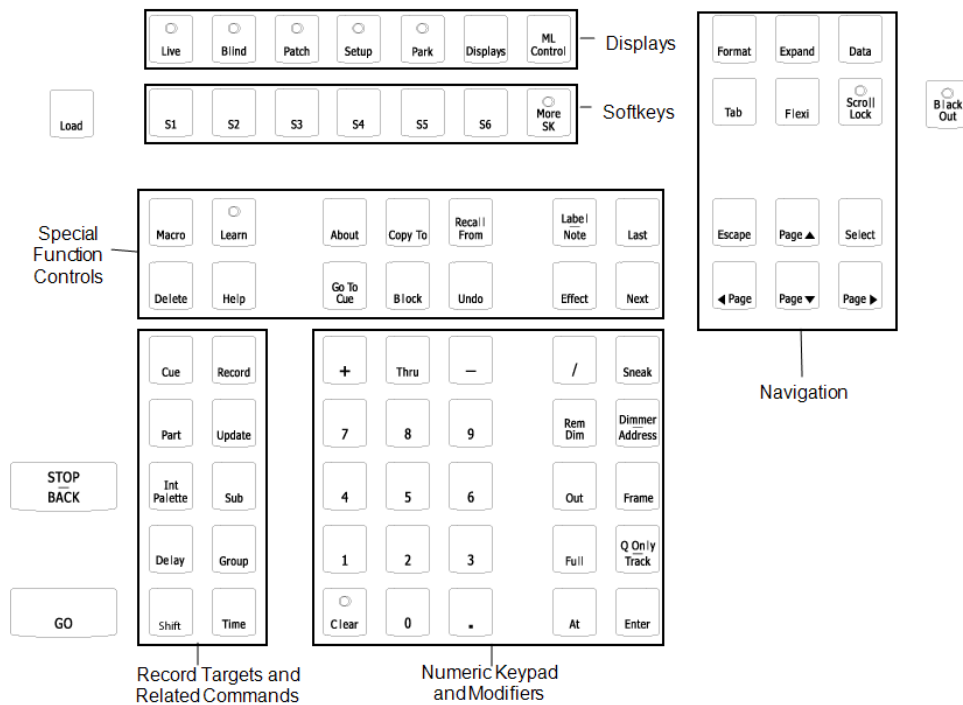 Live
Blind
Patch
Setup
Park
Displays
ML
Control
Displays
Format
Expand
Data
Load
S1
S2
S3
S4
S5
S6
More
SK
Softkeys
Tab
Flexi
Scroll
Lock
Black
Out
Special
Function
Controls
Macro
Learn
About
Copy To
Recall
From
Label
Note
Last
Escape
Page ▲
Select
Delete
Help
Go To
Cue
Block
Undo
Effect
Next
◀ Page
Page ▼
Page ▶
Navigation
Cue
Record
+
Thru
–
/
Sneak
Part
Update
7
8
9
Rem
Dim
Dimmer
Address
STOP
BACK
Int
Palette
Sub
4
5
6
Out
Frame
Delay
Group
1
2
3
Full
Q Only
Track
GO
Shift
Time
Clear
0
.
At
Enter
Record Targets and
Related Commands
Numeric Keypad
and Modifiers